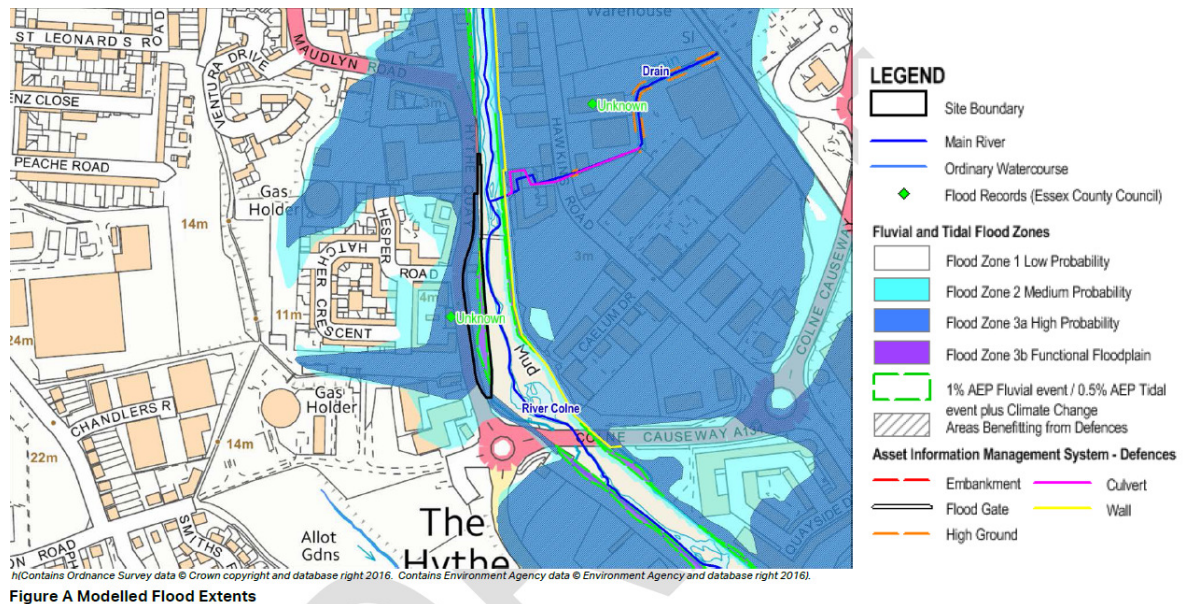 Warehouse
ST LEONARD S ROAD
MAUDLYN ROAD
VENTURA DRIVE
Sl
Drain
ENZ CLOSE
3m
Unknown
HYTHE QUAY
HAWKINS ROAD
PEACHE ROAD
Gas
Holder
14m
HESPER
ROAD
HATCHER CRESCENT
4m
3m
COLNE CAUSEWAY
11m
Unknown
CAELUM DR
24m
Mud
Gas
Holder
River Colne
CHANDLERS R
14m
COLNE CAUSEWAY A134
22m
QUAYSIDE D
SMITHS
The
Hythe
Allot
Gdns
ON ROAD
LEGEND
Site Boundary
Main River
Ordinary Watercourse
Flood Records (Essex County Council)
Fluvial and Tidal Flood Zones
Flood Zone 1 Low Probability
Flood Zone 2 Medium Probability
Flood Zone 3a High Probability
Flood Zone 3b Functional Floodplain
1% AEP Fluvial event / 0.5% AEP Tidal
event plus Climate Change
Areas Benefitting from Defences
Asset Information Management System - Defences
Embankment
Culvert
Flood Gate
Wall
High Ground
h(Contains Ordnance Survey data © Crown copyright and database right 2016. Contains Environment Agency data © Environment Agency and database right 2016).
Figure A Modelled Flood Extents